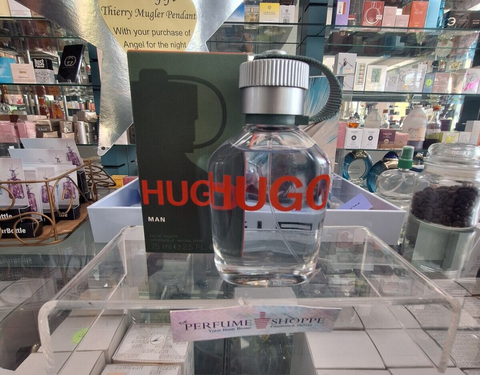 Thierry Mugler Pendant
With your purchase of
Angel for the night
HUGO
HUGO
MAN
PERFUME SHOPPE